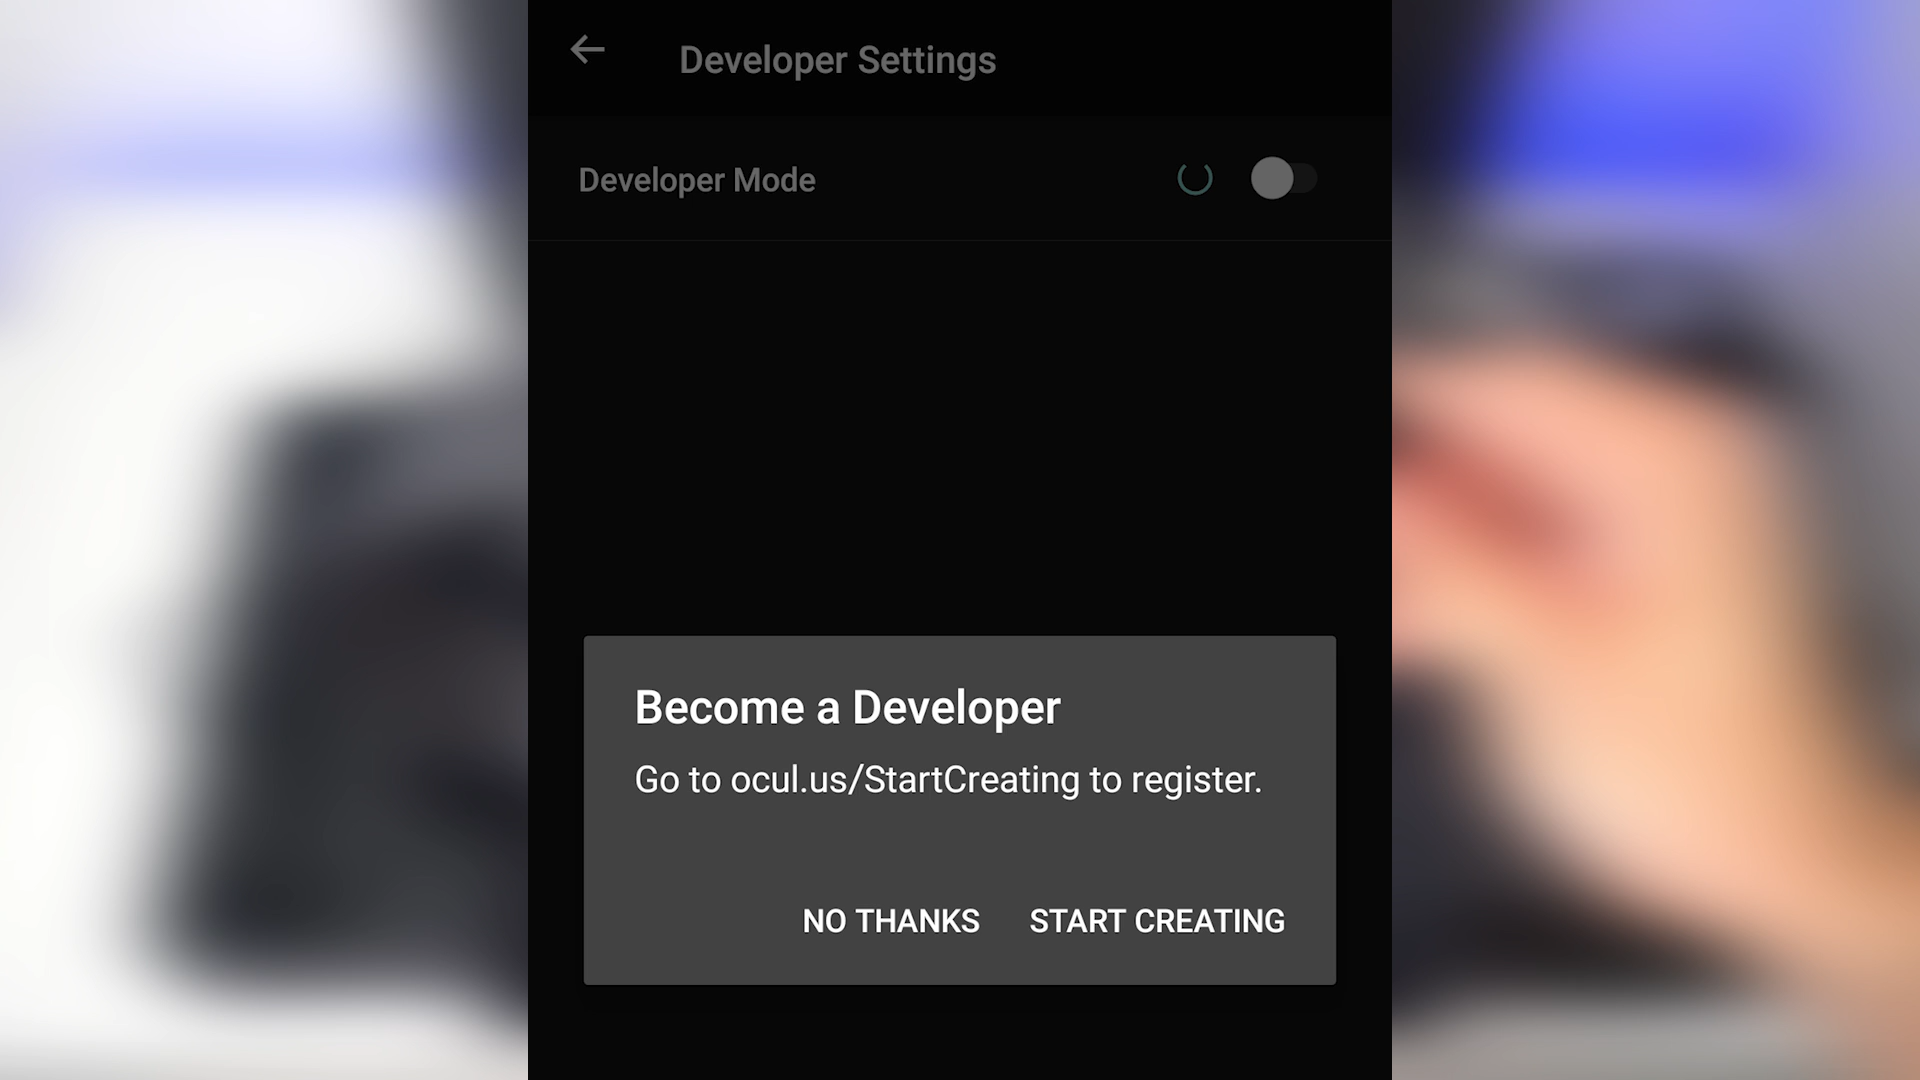 Developer Settings
Developer Mode
Become a Developer
Go to ocul.us/StartCreating to register.
NO THANKS START CREATING